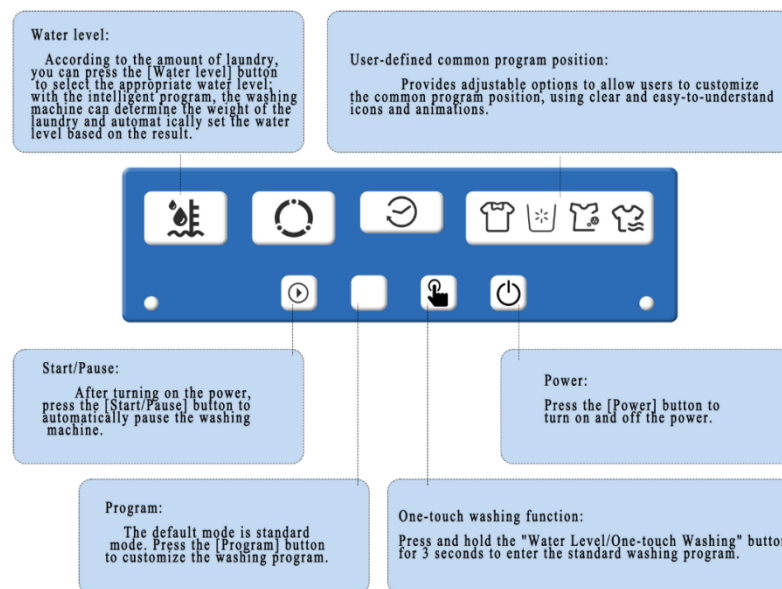 Water level:
According to the amount of laundry,
you can press the [Water level] button
to select the appropriate water level;
with the intelligent program, the washing
machine can determine the weight of the
laundry and automat ically set the water
level based on the result.
User-defined common program position:
Provides adjustable options to allow users to customize
the common program position, using clear and easy-to-understand
icons and animations.
Start/Pause:
After turning on the power,
press the [Start/Pause] button to
automatically pause the washing
machine.
Power:
Press the [Power] button to
turn on and off the power.
Program:
The default mode is standard
mode. Press the [Program] button
to customize the washing program.
One-touch washing function:
Press and hold the "Water Level/One-touch Washing" button
for 3 seconds to enter the standard washing program.